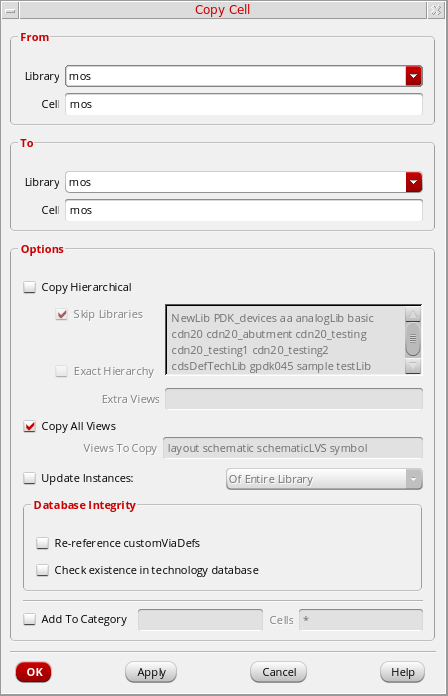 Copy Cell
From
Library mos
Cell mos
To
Library mos
Cell mos
Options
Copy Hierarchical
Skip Libraries
NewLib PDK_devices aa analogLib basic
cdn20 cdn20_abutment cdn20_testing
cdn20_testing1 cdn20_testing2
cdsDefTechLib gpdk045 sample testLib
Exact Hierarchy
Extra Views
Copy All Views
Views To Copy layout schematic schematicLVS symbol
Update Instances: Of Entire Library
Database Integrity
Re-reference customViaDefs
Check existence in technology database
Add To Category Cells *
OK Apply Cancel Help